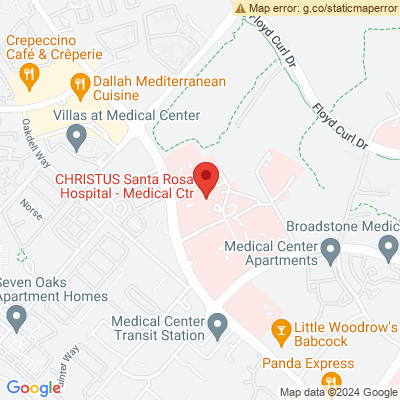 Map error: g.co/staticmaperror
Crepeccino
Café & Crêperie
Floyd Curl Dr
Dallah Mediterranean
Cuisine
Villas at Medical Center
Floyd Curl Dr
Oakdell Way
CHRISTUS Santa Rosa
Hospital - Medical Ctr
Norse
Broadstone Medic
Medical Center
Apartments
Seven Oaks
Apartment Homes
Medical Center
Transit Station
Little Woodrow's
Babcock
Panda Express
ainter Way
Google
Map data ©2024 Google